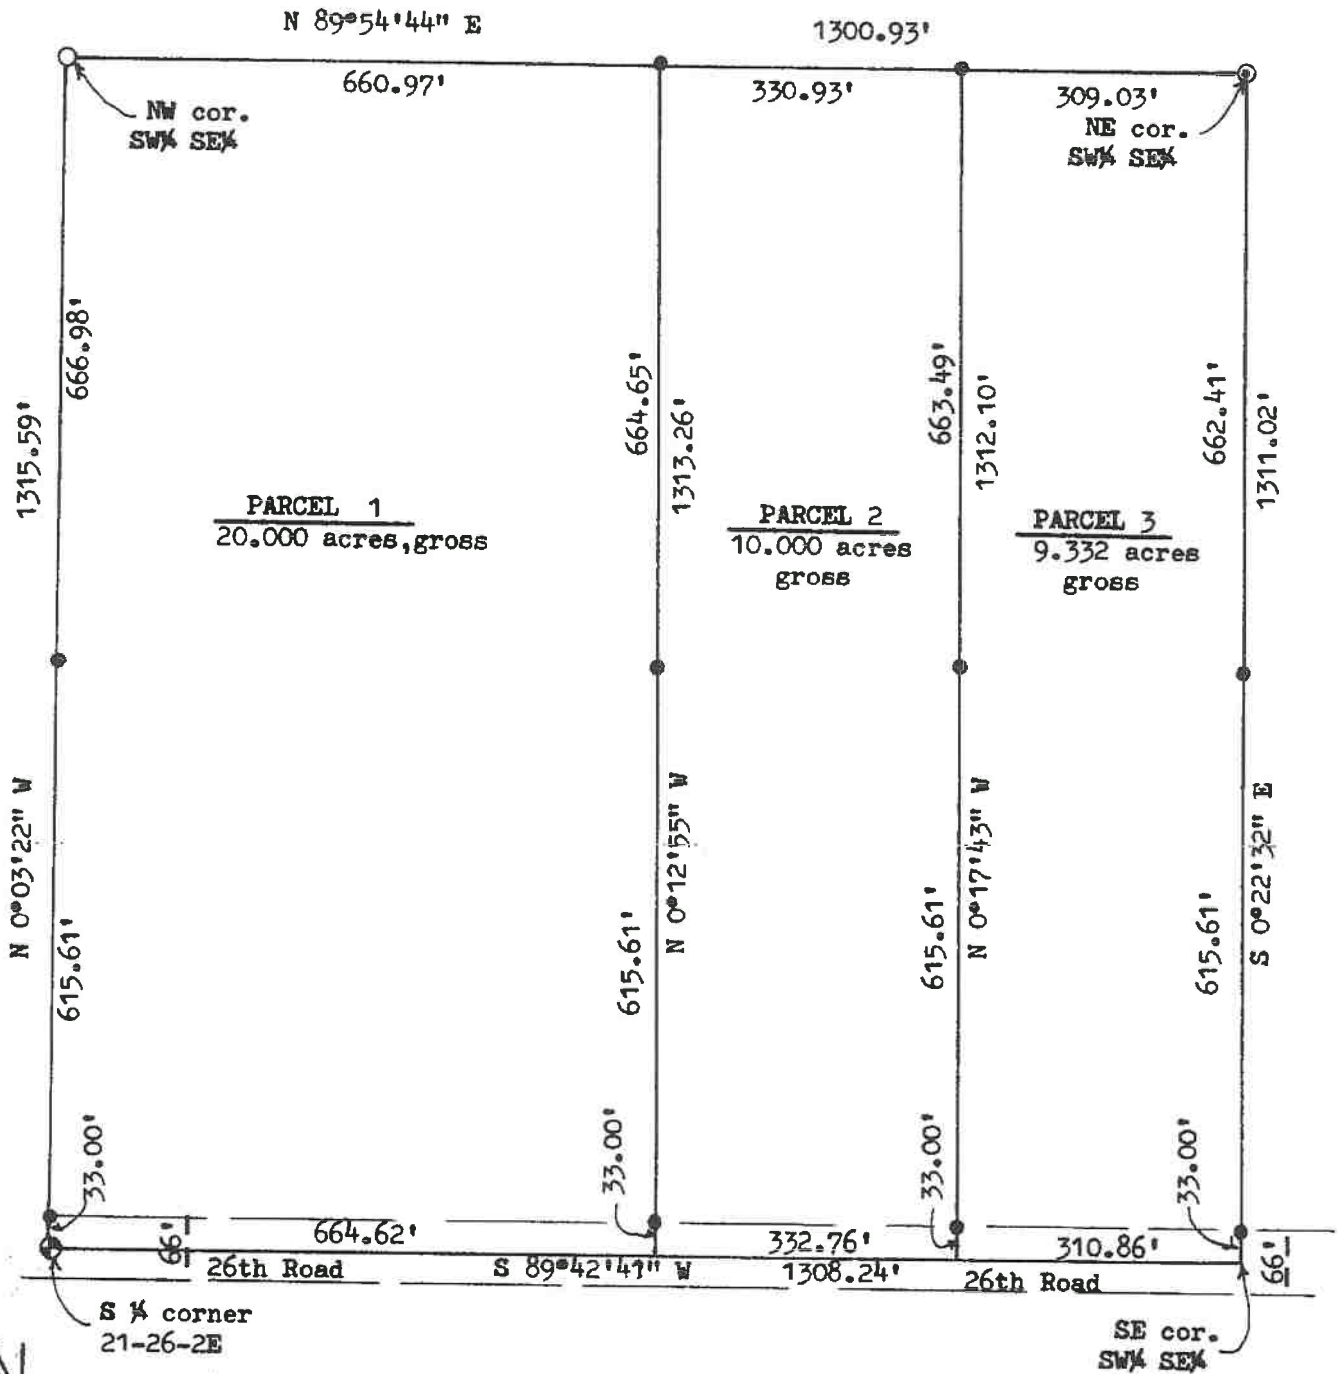 N 89°54'44" E
1300.93'
660.97'
330.93'
309.03'
NW cor.
SW¼ SE¼
NE cor.
SW¼ SE¼
1315.59'
666.98'
664.65'
1313.26'
663.49'
1312.10'
662.41'
1311.02'
PARCEL 1
20.000 acres,gross
PARCEL 2
10.000 acres
gross
PARCEL 3
9.332 acres
gross
N 0°03'22" W
615.61'
615.61'
N 0°12'55" W
615.61'
N 0°17'43" W
615.61'
S 0°22'32" E
33.00'
33.00'
33.00'
33.00'
66'
664.62'
332.76'
310.86'
66'
26th Road
S 89°42'41" W
1308.24'
26th Road
S ¼ corner
21-26-2E
SE cor.
SW¼ SE¼